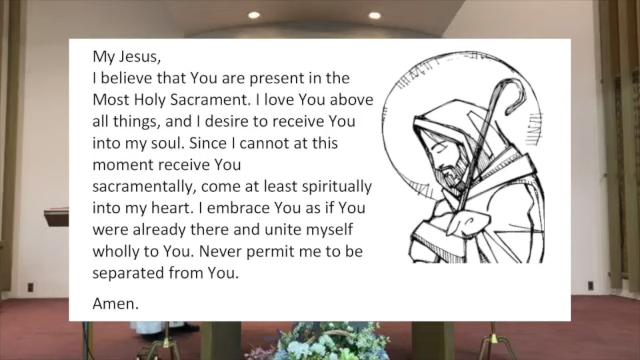 My Jesus,
I believe that You are present in the
Most Holy Sacrament. I love You above
all things, and I desire to receive You
into my soul. Since I cannot at this
moment receive You
sacramentally, come at least spiritually
into my heart. I embrace You as if You
were already there and unite myself
wholly to You. Never permit me to be
separated from You.
Amen.